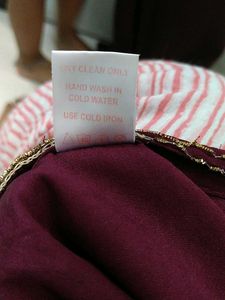 DRY CLEAN ONLY
HAND WASH IN
COLD WATER
USE COLD IRON